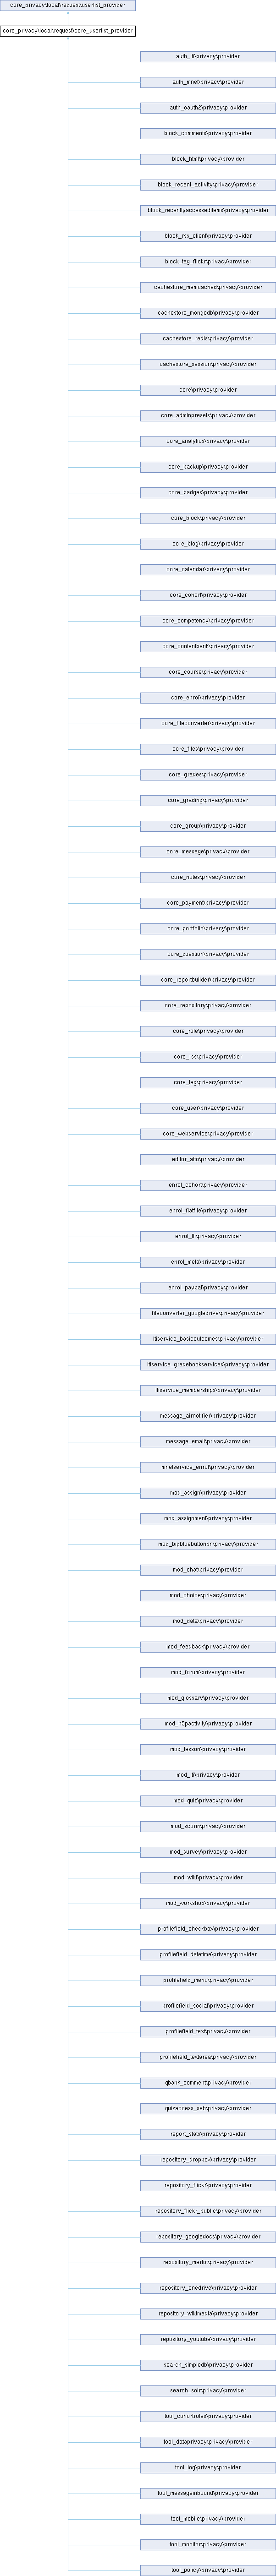 core_privacy\local\request\userlist_provider
core_privacy\local\request\core_userlist_provider
auth_lti\privacy\provider
auth_mnet\privacy\provider
auth_oauth2\privacy\provider
block_comments\privacy\provider
block_html\privacy\provider
block_recent_activity\privacy\provider
block_recentlyaccesseditems\privacy\provider
block_rss_client\privacy\provider
block_tag_flickr\privacy\provider
cachestore_memcached\privacy\provider
cachestore_mongodb\privacy\provider
cachestore_redis\privacy\provider
cachestore_session\privacy\provider
core\privacy\provider
core_adminpresets\privacy\provider
core_analytics\privacy\provider
core_backup\privacy\provider
core_badges\privacy\provider
core_block\privacy\provider
core_blog\privacy\provider
core_calendar\privacy\provider
core_cohort\privacy\provider
core_competency\privacy\provider
core_contentbank\privacy\provider
core_course\privacy\provider
core_enrol\privacy\provider
core_fileconverter\privacy\provider
core_files\privacy\provider
core_grades\privacy\provider
core_grading\privacy\provider
core_group\privacy\provider
core_message\privacy\provider
core_notes\privacy\provider
core_payment\privacy\provider
core_portfolio\privacy\provider
core_question\privacy\provider
core_reportbuilder\privacy\provider
core_repository\privacy\provider
core_role\privacy\provider
core_rss\privacy\provider
core_tag\privacy\provider
core_user\privacy\provider
core_webservice\privacy\provider
editor_atto\privacy\provider
enrol_cohort\privacy\provider
enrol_flatfile\privacy\provider
enrol_lti\privacy\provider
enrol_meta\privacy\provider
enrol_paypal\privacy\provider
fileconverter_googledrive\privacy\provider
ltiservice_basicoutcomes\privacy\provider
ltiservice_gradebookservices\privacy\provider
ltiservice_memberships\privacy\provider
message_airnotifier\privacy\provider
message_email\privacy\provider
mnetservice_enrol\privacy\provider
mod_assign\privacy\provider
mod_assignment\privacy\provider
mod_bigbluebuttonbn\privacy\provider
mod_chat\privacy\provider
mod_choice\privacy\provider
mod_data\privacy\provider
mod_feedback\privacy\provider
mod_forum\privacy\provider
mod_glossary\privacy\provider
mod_h5pactivity\privacy\provider
mod_lesson\privacy\provider
mod_lti\privacy\provider
mod_quiz\privacy\provider
mod_scorm\privacy\provider
mod_survey\privacy\provider
mod_wiki\privacy\provider
mod_workshop\privacy\provider
profilefield_checkbox\privacy\provider
profilefield_datetime\privacy\provider
profilefield_menu\privacy\provider
profilefield_social\privacy\provider
profilefield_text\privacy\provider
profilefield_textarea\privacy\provider
qbank_comment\privacy\provider
quizaccess_seb\privacy\provider
report_stats\privacy\provider
repository_dropbox\privacy\provider
repository_flickr\privacy\provider
repository_flickr_public\privacy\provider
repository_googledocs\privacy\provider
repository_merlot\privacy\provider
repository_onedrive\privacy\provider
repository_wikimedia\privacy\provider
repository_youtube\privacy\provider
search_simpledb\privacy\provider
search_solr\privacy\provider
tool_cohortroles\privacy\provider
tool_dataprivacy\privacy\provider
tool_log\privacy\provider
tool_messageinbound\privacy\provider
tool_mobile\privacy\provider
tool_monitor\privacy\provider
tool_policy\privacy\provider